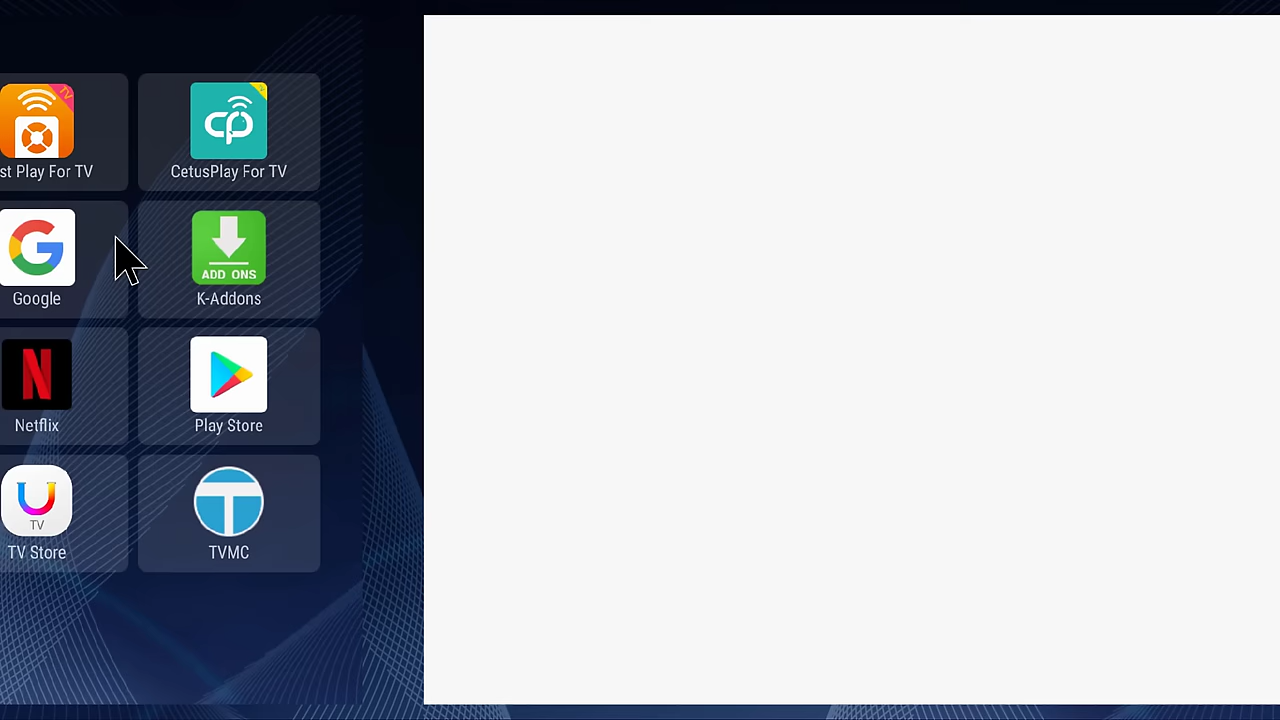 st Play For TV
CetusPlay For TV
Google
ADD ONS
K-Addons
Netflix
Play Store
TV
TV Store
TVMC